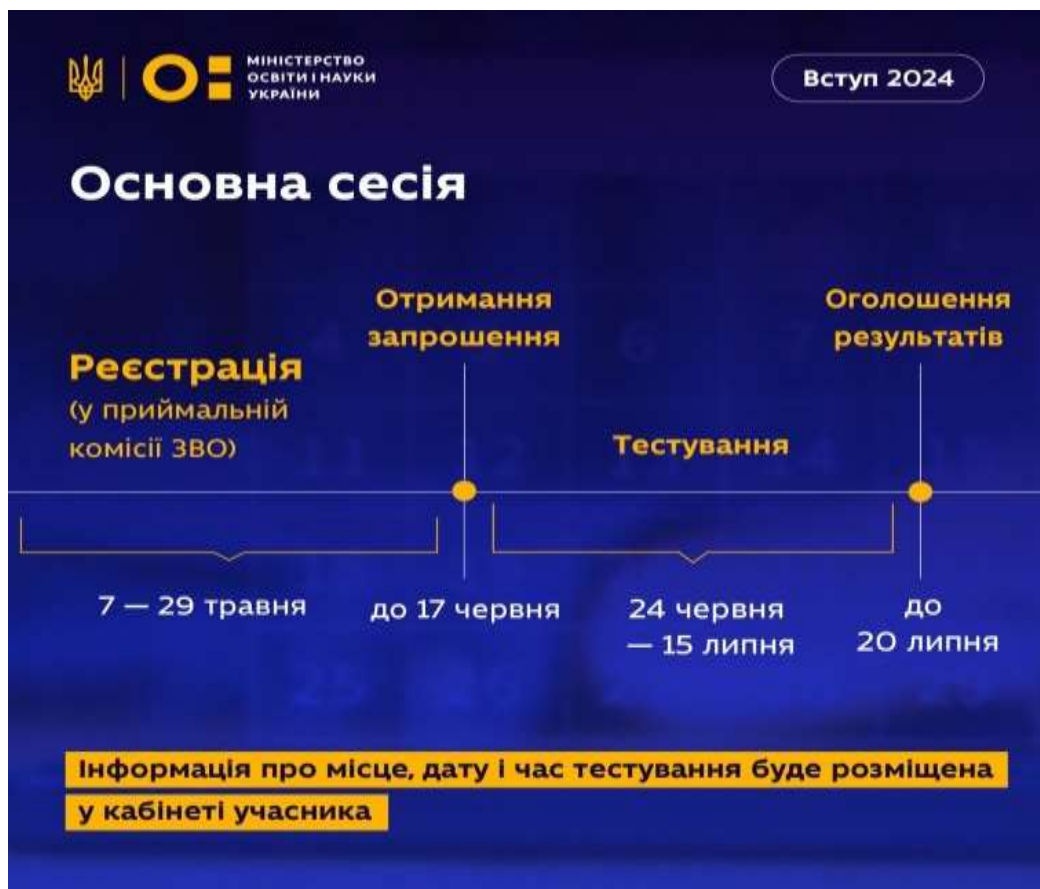 МІНІСТЕРСТВО
ОСВІТИ І НАУКИ
УКРАЇНИ
Вступ 2024
Основна сесія
Реєстрація
(у приймальній
комісії ЗВО)
Отримання
запрошення
Тестування
Оголошення
результатів
7 — 29 травня
до 17 червня
24 червня
— 15 липня
до
20 липня
Інформація про місце, дату і час тестування буде розміщена
у кабінеті учасника